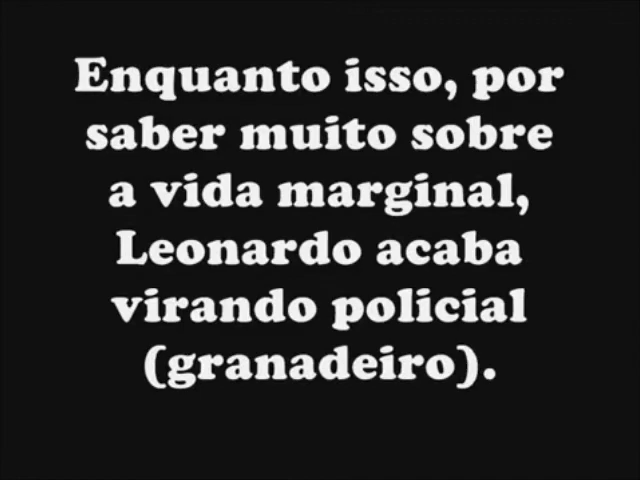 Enquanto isso, por
saber muito sobre
a vida marginal,
Leonardo acaba
virando policial
(granadeiro).